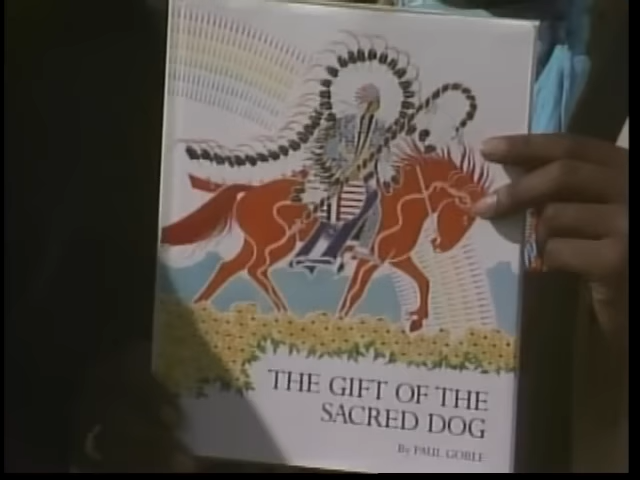 THE GIFT OF THE
SACRED DOG
By PAUL GOBLE